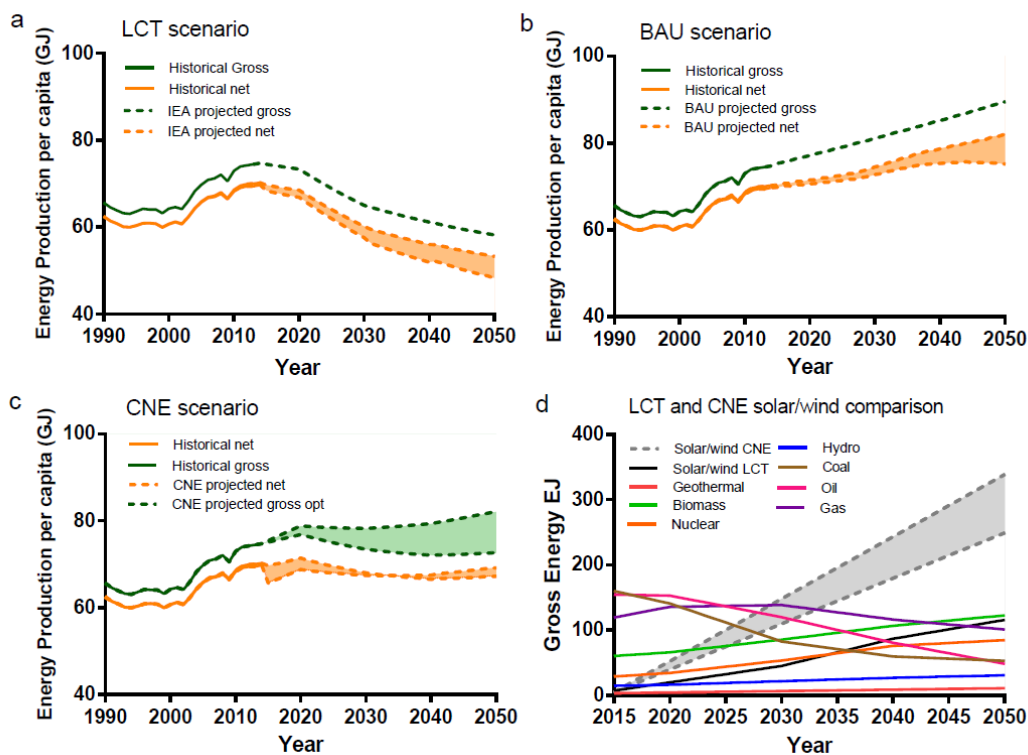 a
LCT scenario
Energy Production per capita (GJ)
100
80
60
40
Historical Gross
Historical net
IEA projected gross
IEA projected net
1990 2000 2010 2020 2030 2040 2050
Year
b
BAU scenario
Energy Production per capita (GJ)
100
80
60
40
Historical gross
Historical net
BAU projected gross
BAU projected net
1990 2000 2010 2020 2030 2040 2050
Year
c
CNE scenario
Energy Production per capita (GJ)
100
80
60
40
Historical net
Historical gross
CNE projected net
CNE projected gross opt
1990 2000 2010 2020 2030 2040 2050
Year
d
LCT and CNE solar/wind comparison
Gross Energy EJ
400
300
200
100
0
Solar/wind CNE
Solar/wind LCT
Geothermal
Biomass
Nuclear
Hydro
Coal
Oil
Gas
2015 2020 2025 2030 2035 2040 2045 2050
Year